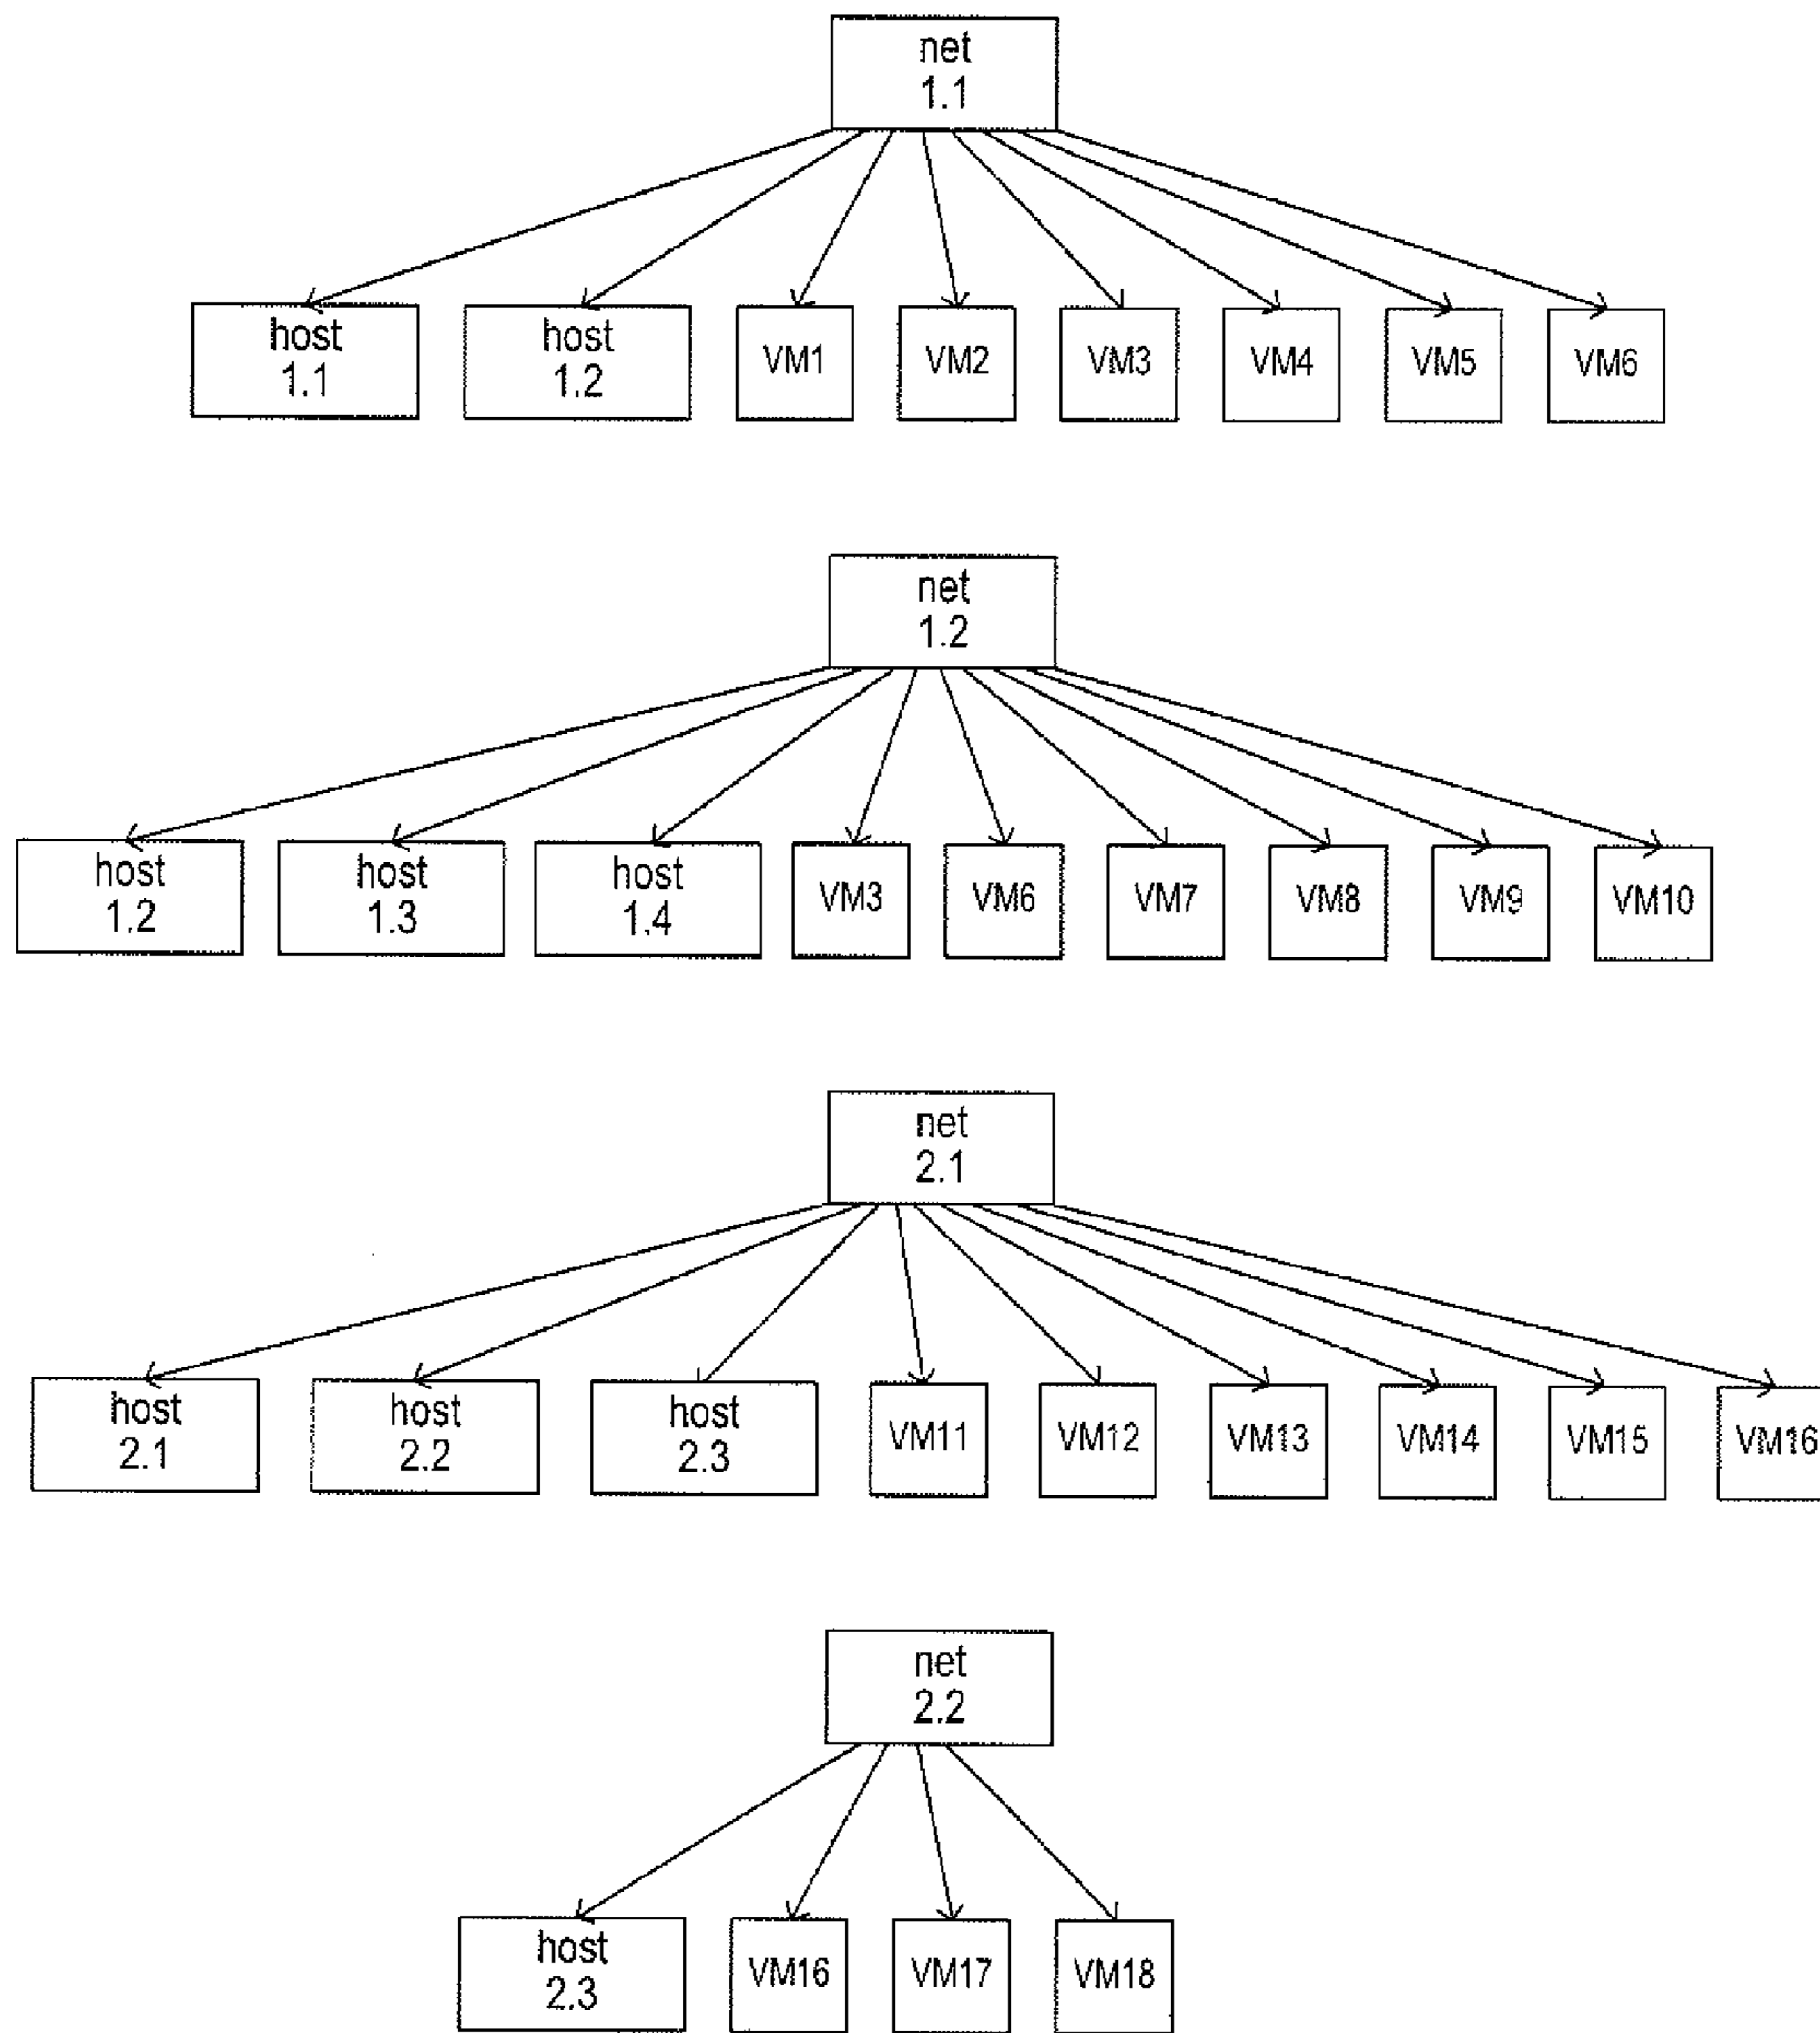 net
1.1
host
1.1
host
1.2
VM1
VM2
VM3
VM4
VM5
VM6
net
1.2
host
1.2
host
1.3
host
1.4
VM3
VM6
VM7
VM8
VM9
VM10
net
2.1
host
2.1
host
2.2
host
2.3
VM11
VM12
VM13
VM14
VM15
VM16
net
2.2
host
2.3
VM16
VM17
VM18